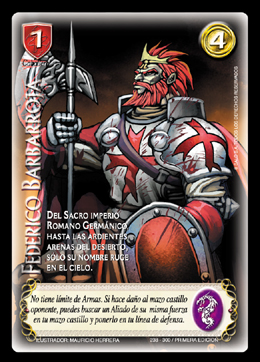 1
4
FEDERICO BARBARROJA
DEL SACRO IMPERIO
ROMANO GERMÁNICO
HASTA LAS ARDIENTES
ARENAS DEL DESIERTO,
SÓLO SU NOMBRE RUGE
EN EL CIELO.
No tiene límite de Armas. Si hace daño al mazo castillo
oponente, puedes buscar un Aliado de su misma fuerza
en tu mazo castillo y ponerlo en tu línea de defensa.
ILUSTRADOR: MAURICIO HERRERA
/ PRIMERA EDICIÓN